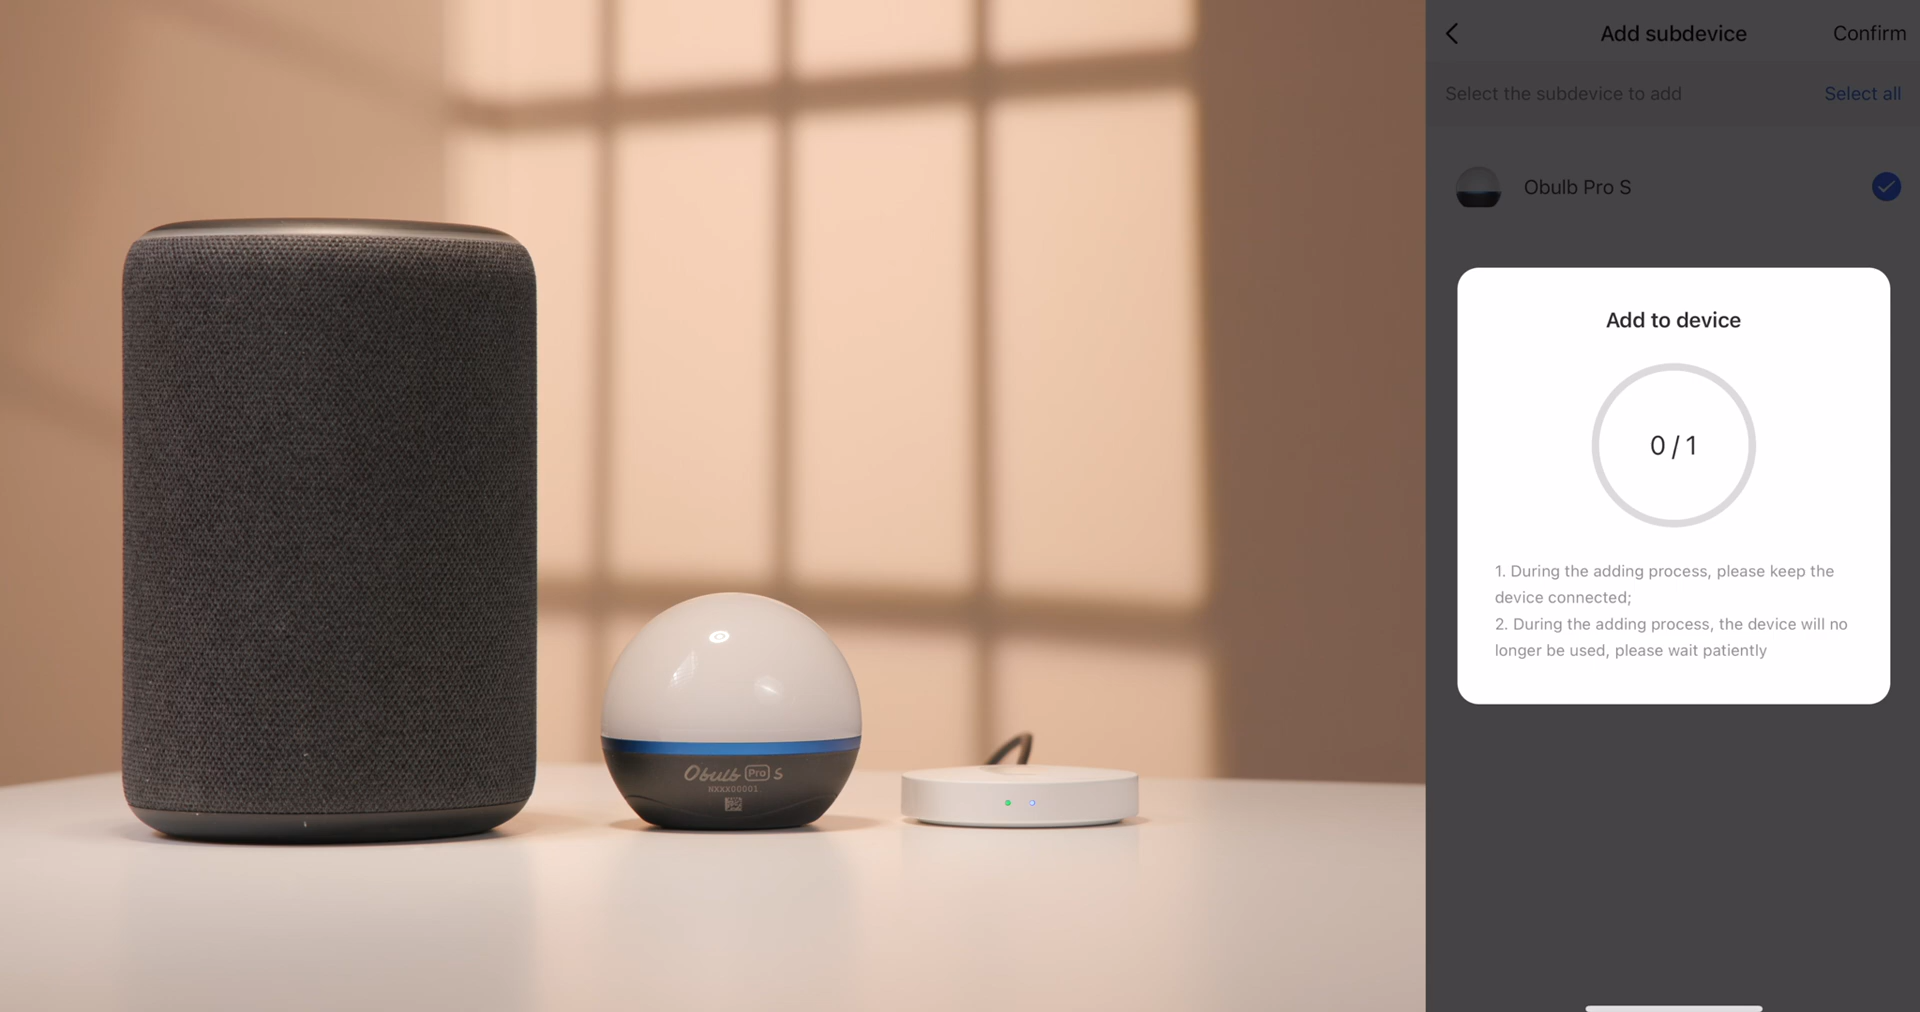 Add subdevice
Confirm
Select the subdevice to add
Select all
Obulb Pro S
Add to device
0 / 1
1. During the adding process, please keep the
device connected;
2. During the adding process, the device will no
longer be used, please wait patiently
Obulb Pro S
NXXX00001